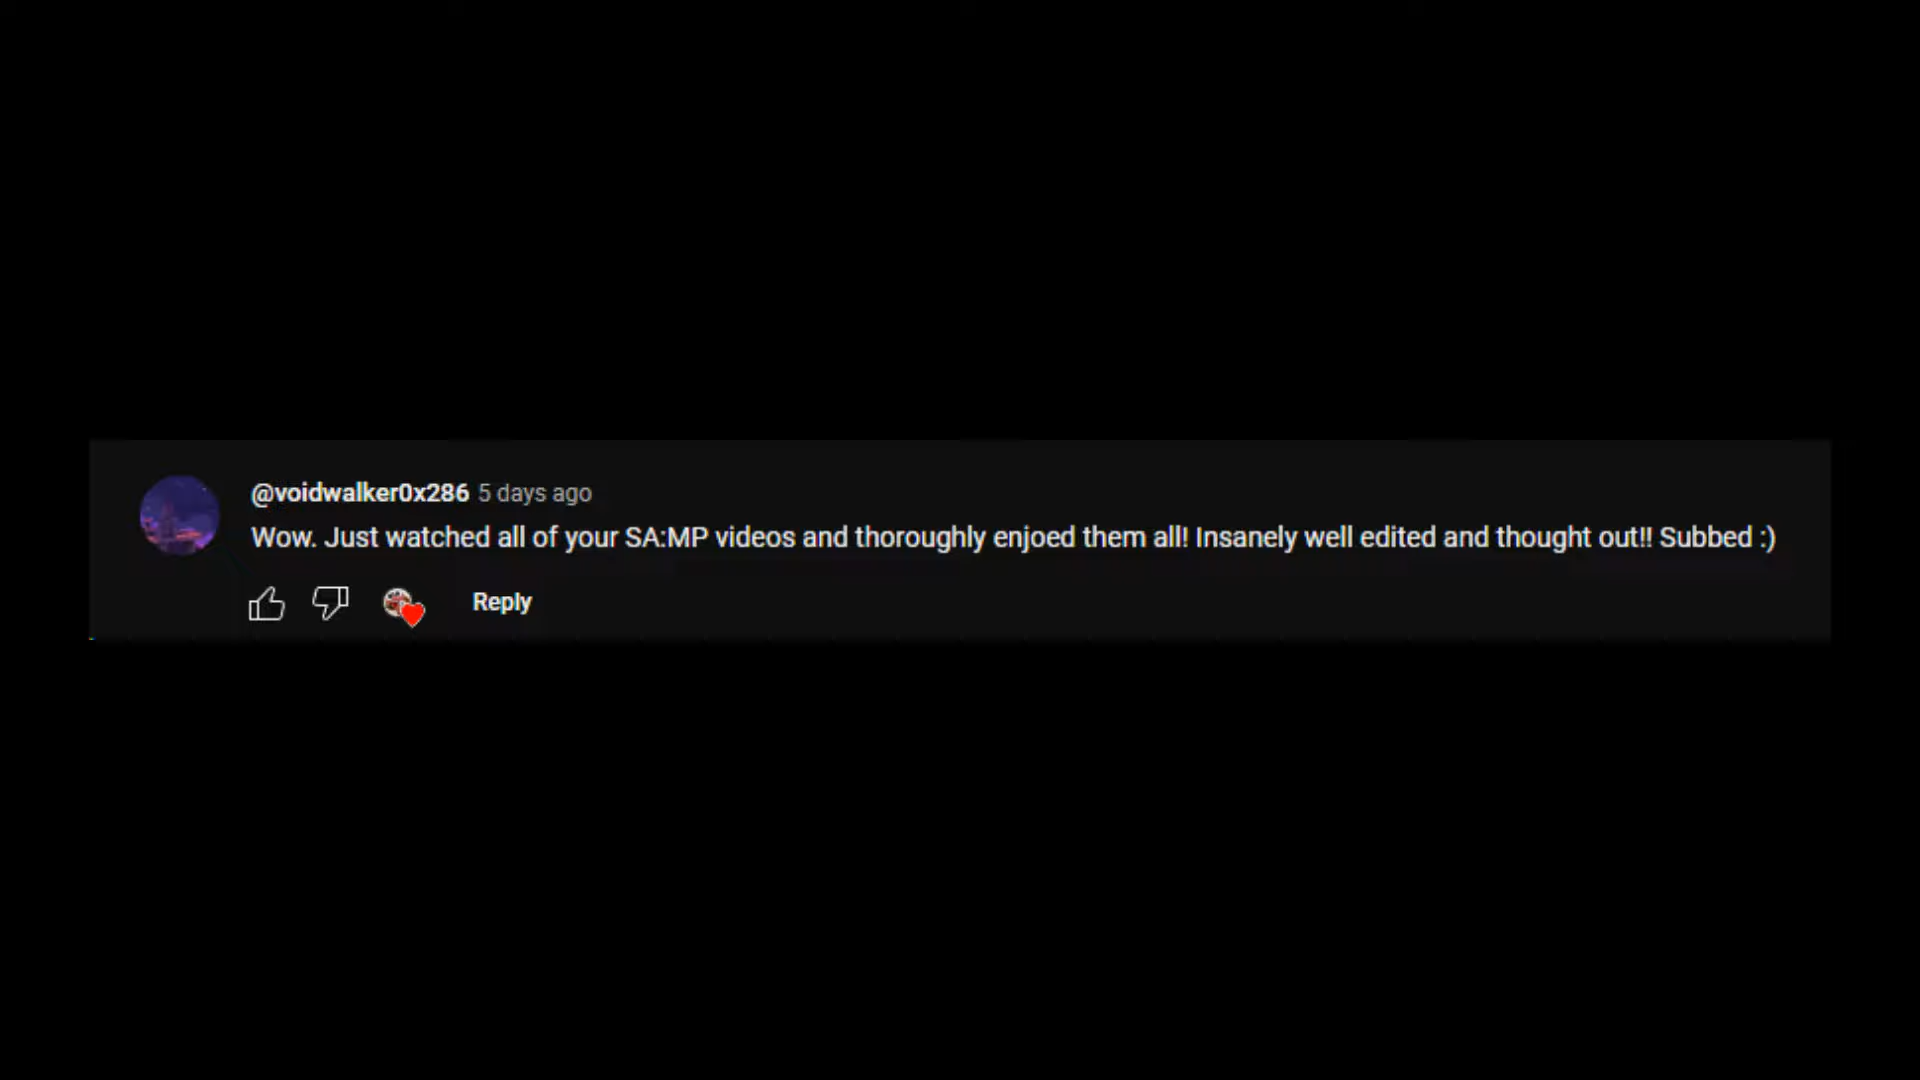 @voidwalker0x286 5 days ago
Wow. Just watched all of your SA:MP videos and thoroughly enjoed them all! Insanely well edited and thought out!! Subbed :)
Reply